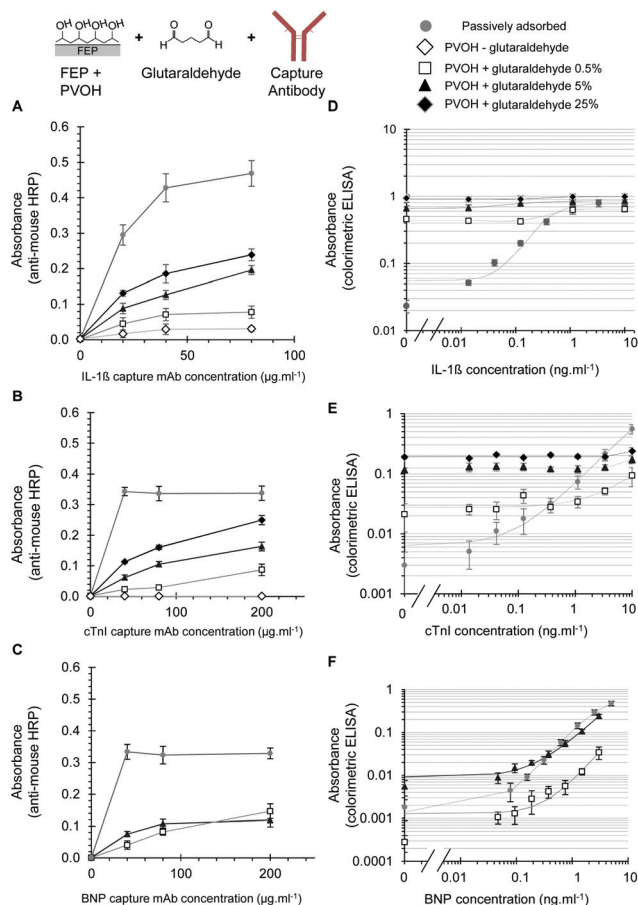 OH OH OH OH
FEP
+
O O
+
FEP +
PVOH
Glutaraldehyde
Capture
Antibody
Passively adsorbed
PVOH - glutaraldehyde
PVOH + glutaraldehyde 0.5%
PVOH + glutaraldehyde 5%
PVOH + glutaraldehyde 25%
A
Absorbance
(anti-mouse HRP)
0.6
0.5
0.4
0.3
0.2
0.1
0.0
0 50 100
IL-1ß capture mAb concentration (µg.ml-1)
D
Absorbance
(colorimetric ELISA)
10
1
0.1
0.01
0 0.01 0.1 1 10
IL-1ß concentration (ng.ml-1)
B
Absorbance
(anti-mouse HRP)
0.6
0.5
0.4
0.3
0.2
0.1
0.0
0 100 200
cTnI capture mAb concentration (µg.ml-1)
E
Absorbance
(colorimetric ELISA)
1
0.1
0.01
0.001
0 0.01 0.1 1 10
cTnI concentration (ng.ml-1)
C
Absorbance
(anti-mouse HRP)
0.6
0.5
0.4
0.3
0.2
0.1
0.0
0 100 200
BNP capture mAb concentration (µg.ml-1)
F
Absorbance
(colorimetric ELISA)
1
0.1
0.01
0.001
0.0001
0 0.01 0.1 1 10
BNP concentration (ng.ml-1)